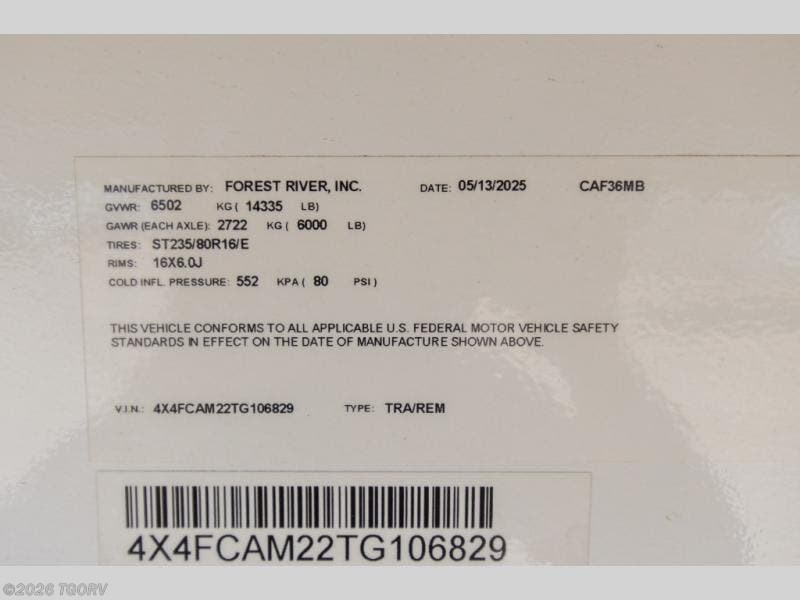 MANUFACTURED BY: FOREST RIVER, INC. DATE: 05/13/2025 CAF36MB
GVWR: 6502 KG ( 14335 LB)
GAWR (EACH AXLE): 2722 KG ( 6000 LB)
TIRES: ST235/80R16/E
RIMS: 16X6.0J
COLD INFL. PRESSURE: 552 KPA ( 80 PSI )
THIS VEHICLE CONFORMS TO ALL APPLICABLE U.S. FEDERAL MOTOR VEHICLE SAFETY
STANDARDS IN EFFECT ON THE DATE OF MANUFACTURE SHOWN ABOVE.
V.I.N.: 4X4FCAM22TG106829 TYPE: TRA/REM
4X4FCAM22TG106829
©2026 TGORV